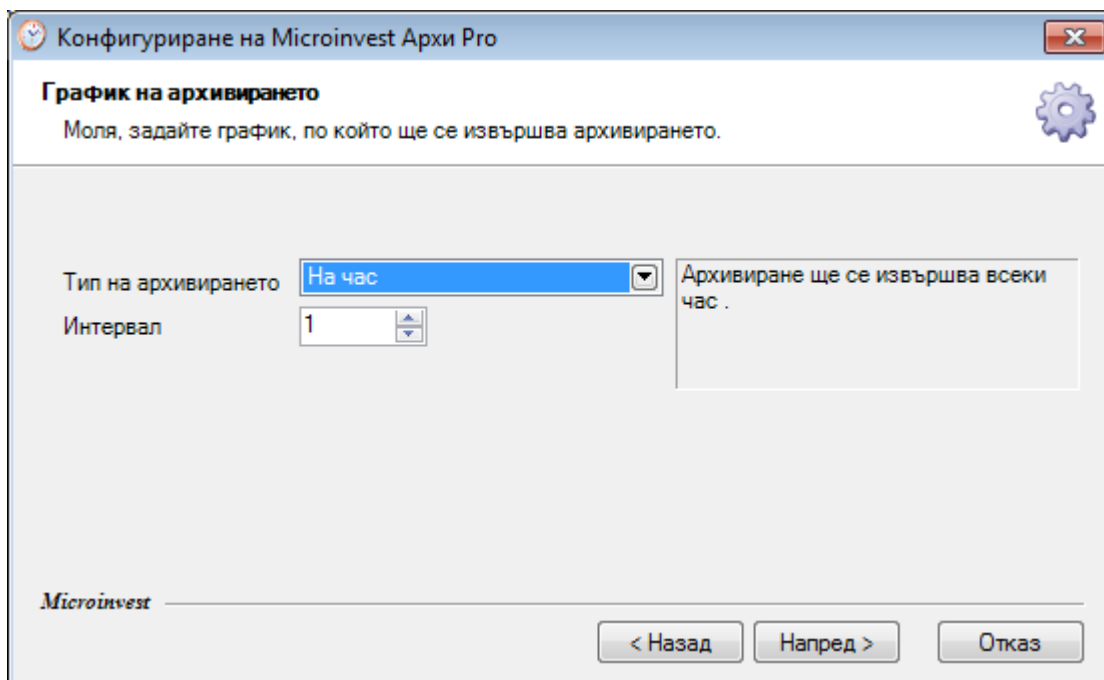 Конфигуриране на Microinvest Архи Pro
График на архивирането
Моля, задайте график, по който ще се извършва архивирането.
Тип на архивирането
На час
Архивиране ще се извършва всеки
час .
Интервал
1
Microinvest
< Назад
Напред >
Отказ